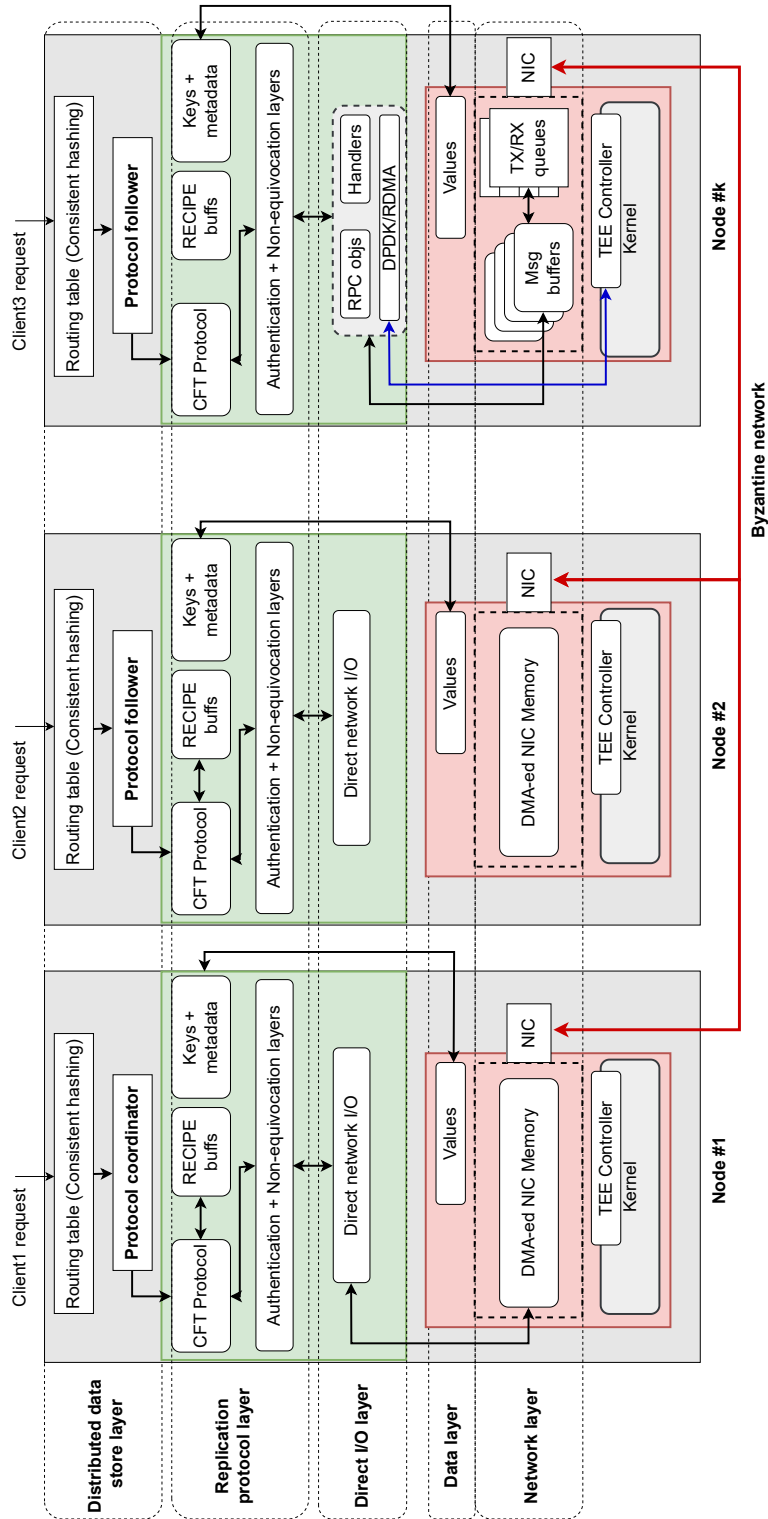 Distributed data
store layer
Replication
protocol layer
Direct I/O layer
Data layer
Network layer
Client1 request
Routing table (Consistent hashing)
Protocol coordinator
CFT Protocol
RECIPE
buffs
Keys +
metadata
Authentication + Non-equivocation layers
Direct network I/O
Values
DMA-ed NIC Memory
NIC
TEE Controller
Kernel
Node #1
Client2 request
Routing table (Consistent hashing)
Protocol follower
CFT Protocol
RECIPE
buffs
Keys +
metadata
Authentication + Non-equivocation layers
Direct network I/O
Values
DMA-ed NIC Memory
NIC
TEE Controller
Kernel
Node #2
Client3 request
Routing table (Consistent hashing)
Protocol follower
CFT Protocol
RECIPE
buffs
Keys +
metadata
Authentication + Non-equivocation layers
RPC objs
Handlers
DPDK/RDMA
Values
Msg
buffers
TX/RX
queues
NIC
TEE Controller
Kernel
Node #k
Byzantine network